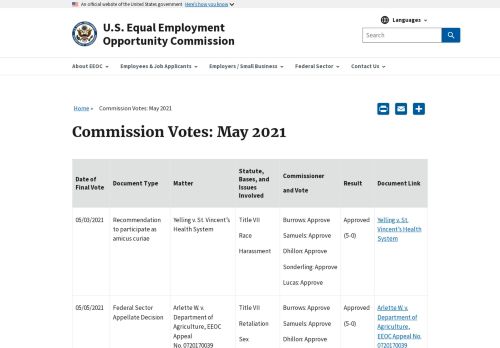 An official website of the United States government Here's how you know
U.S. Equal Employment
Opportunity Commission
Languages
Search
About EEOC
Employees & Job Applicants
Employers / Small Business
Federal Sector
Contact Us
Home » Commission Votes: May 2021
Commission Votes: May 2021
Date of
Final Vote
Document Type
Matter
Statute,
Bases, and
Issues
Involved
Commissioner
and Vote
Result
Document Link
05/03/2021
Recommendation
to participate as
amicus curiae
Yelling v. St. Vincent's
Health System
Title VII
Race
Harassment
Burrows: Approve
Samuels: Approve
Dhillon: Approve
Sonderling: Approve
Lucas: Approve
Approved
(5-0)
Yelling v. St.
Vincent's Health
System
05/05/2021
Federal Sector
Appellate Decision
Arlette W. v.
Department of
Agriculture, EEOC
Appeal
No. 0720170039
Title VII
Retaliation
Sex
Burrows: Approve
Samuels: Approve
Dhillon: Approve
Approved
(5-0)
Arlette W. v.
Department of
Agriculture,
EEOC Appeal No.
0720170039